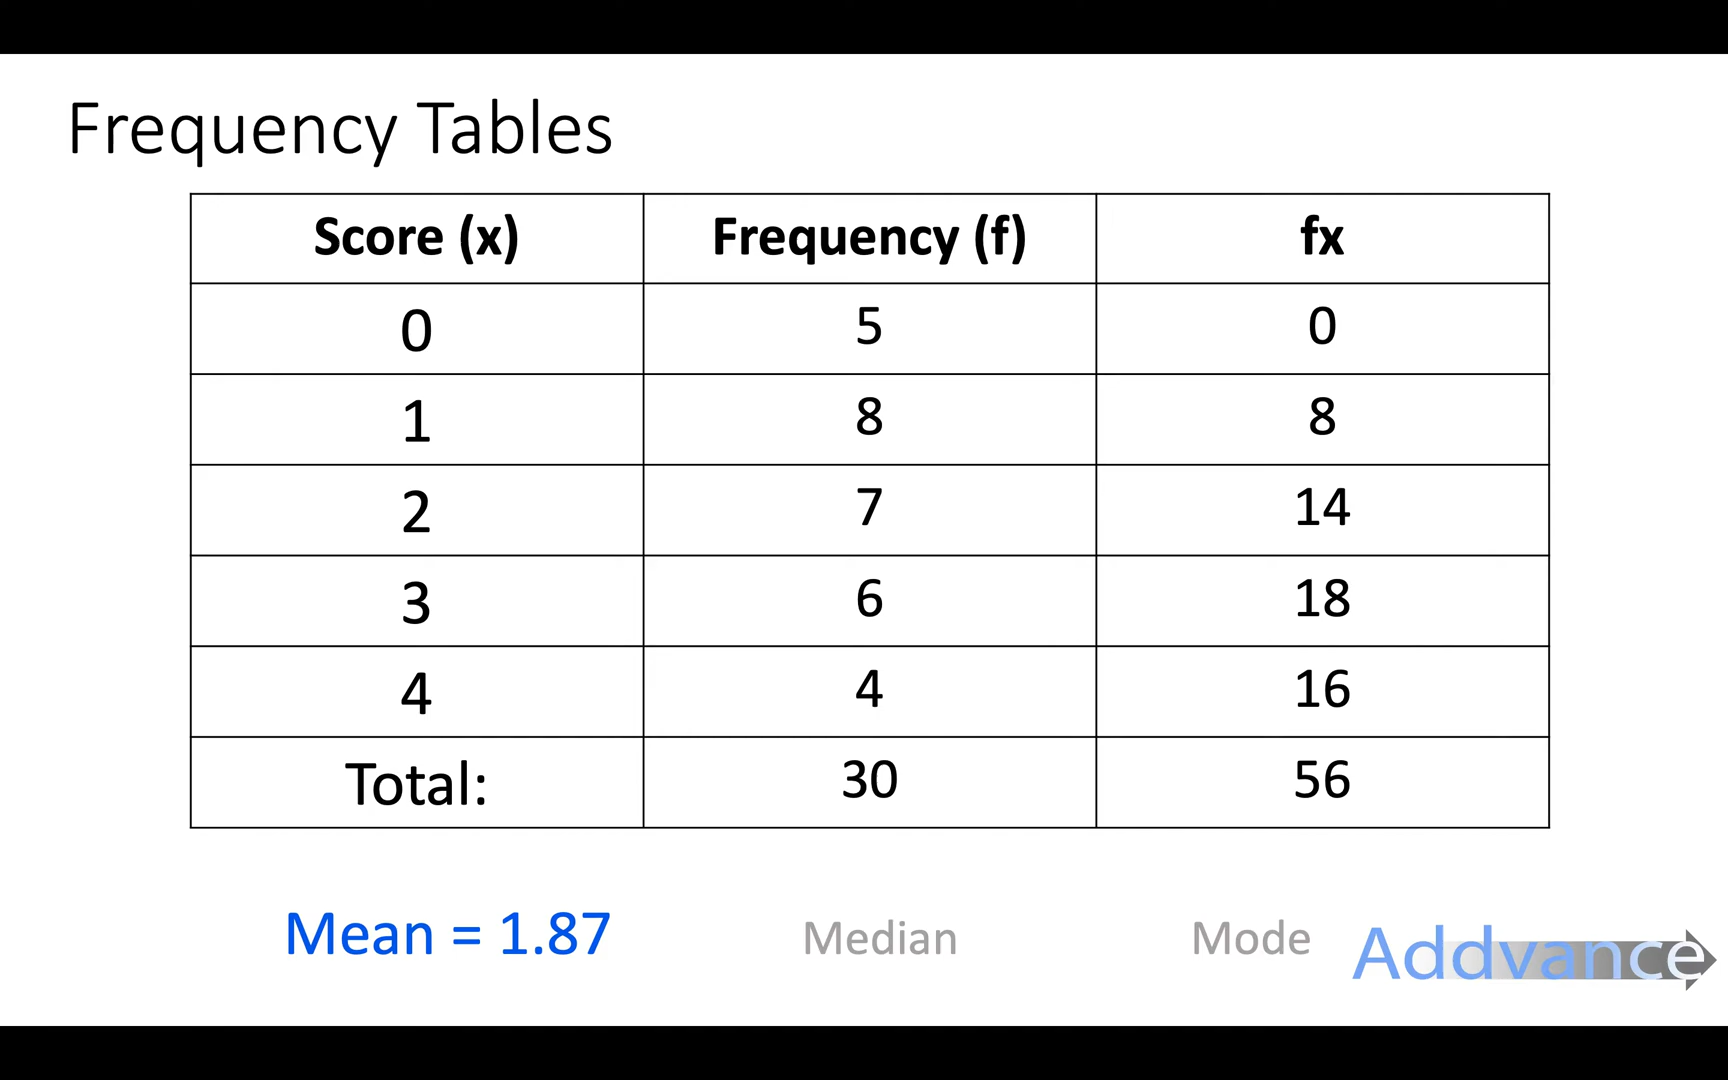 Frequency Tables
Score (x) Frequency (f) fx
0 5 0
1 8 8
2 7 14
3 6 18
4 4 16
Total: 30 56
Mean = 1.87 Median Mode
Addvance